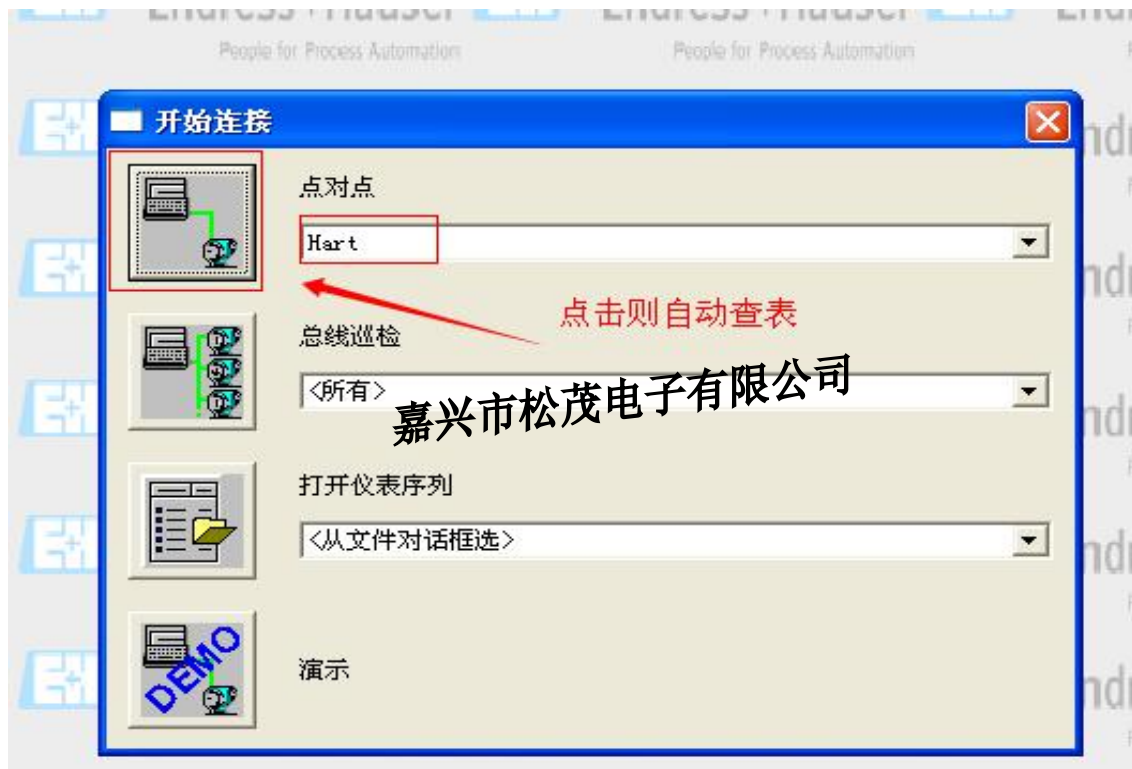 People for Process Automation
People for Process Automation
开始连接
点对点
Hart
点击则自动查表
总线巡检
<所有>
嘉兴市松茂电子有限公司
打开仪表序列
<从文件对话框选>
DEMO
演示